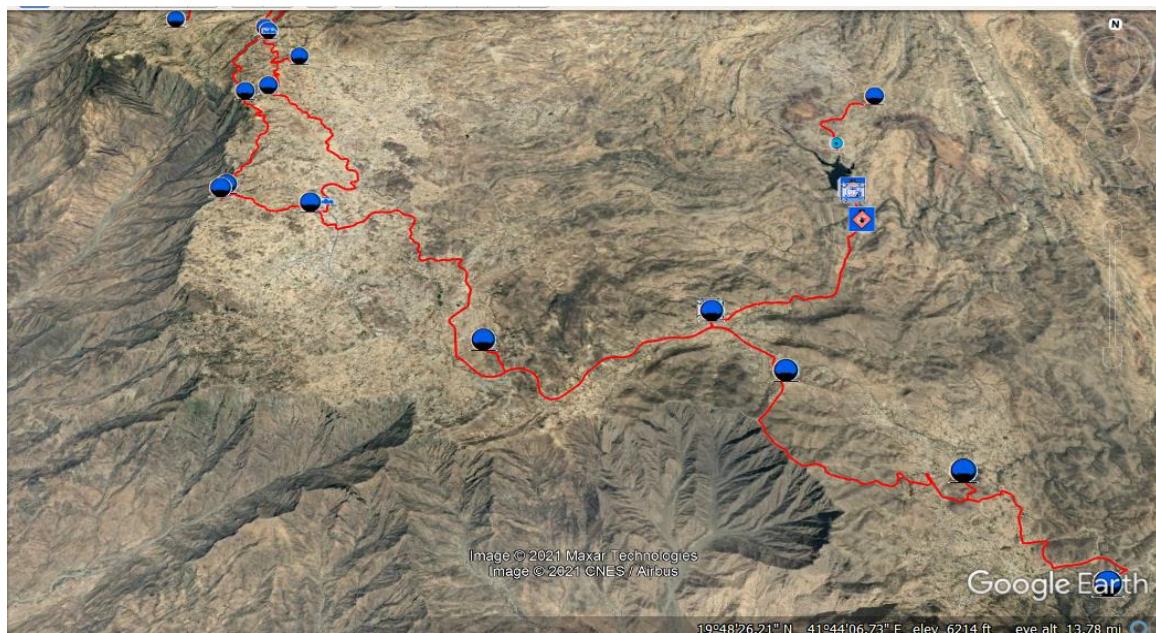 N
Image © 2021 Maxar Technologies
Image © 2021 CNES / Airbus
Google Earth
19°48'26.21" N 41°44'06.73" E elev 6214 ft eye alt 13.78 mi